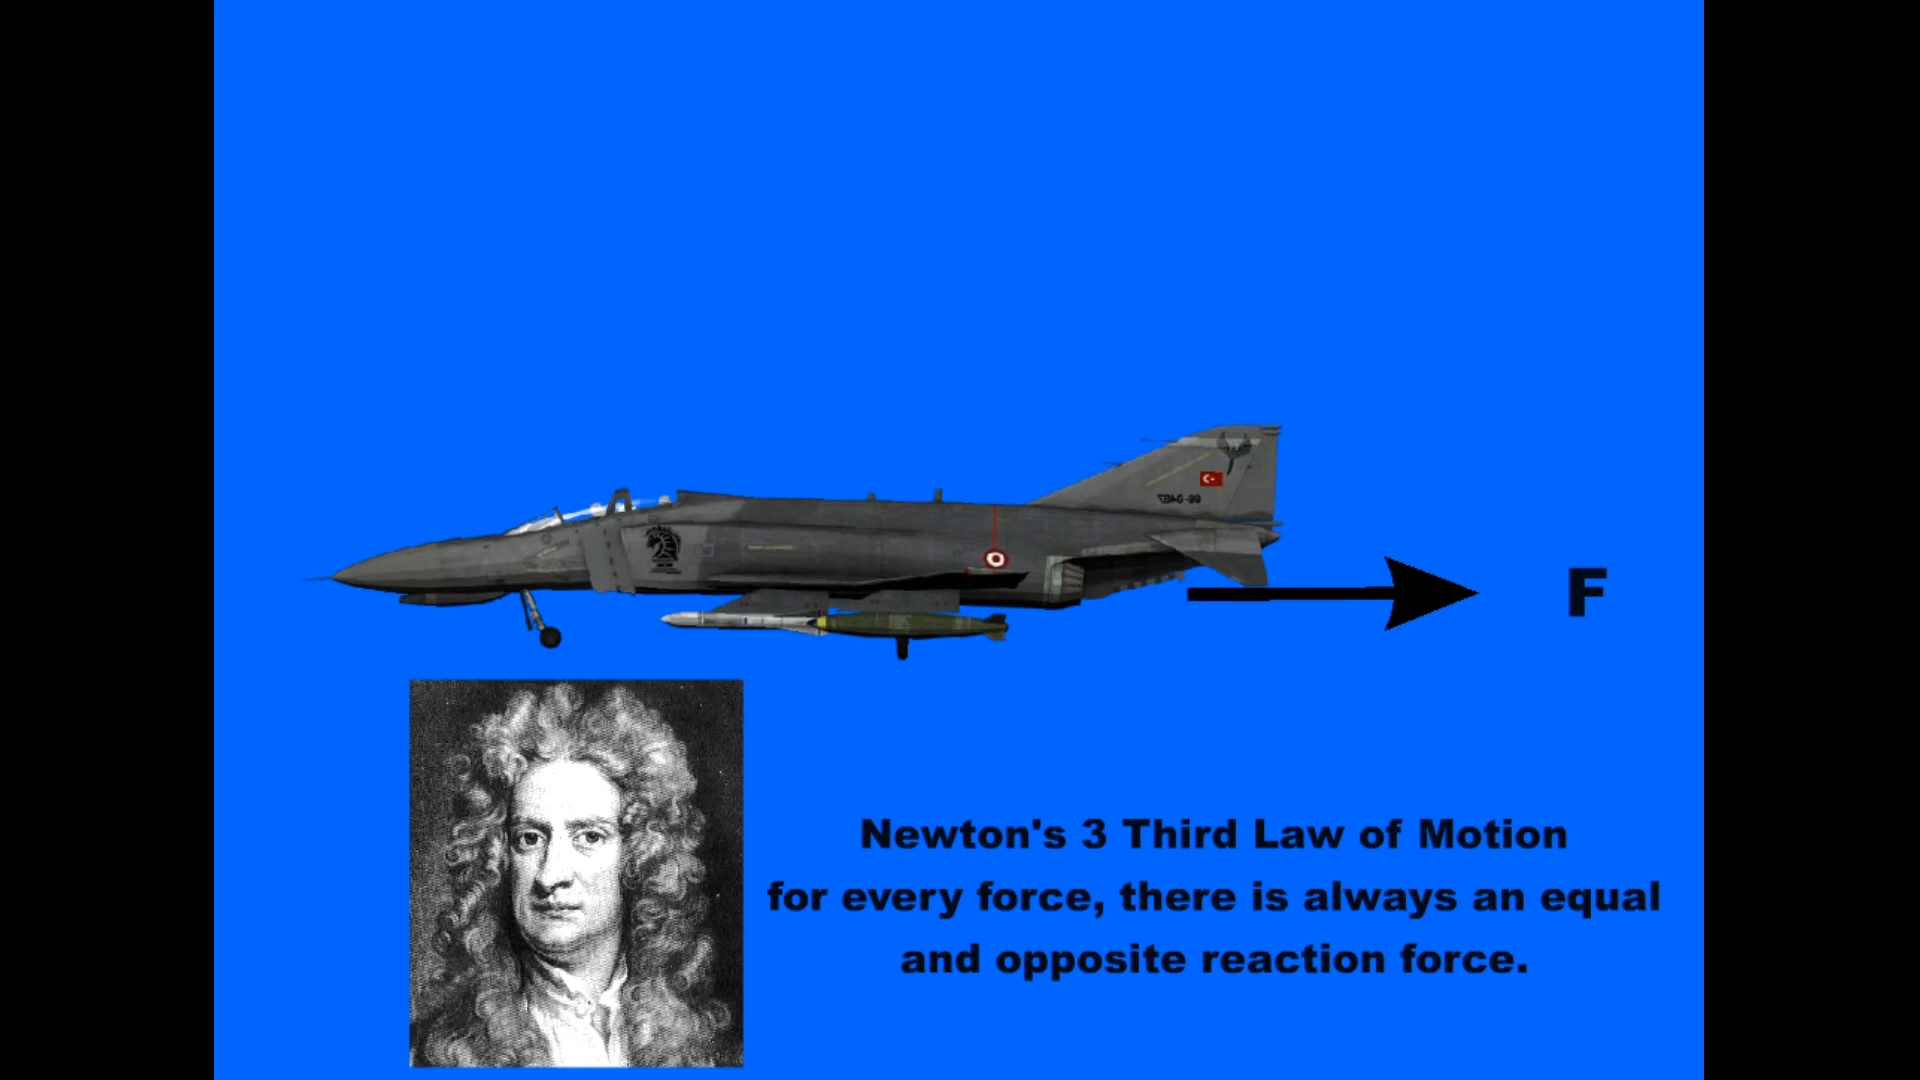 F
Newton's 3 Third Law of Motion
for every force, there is always an equal
and opposite reaction force.